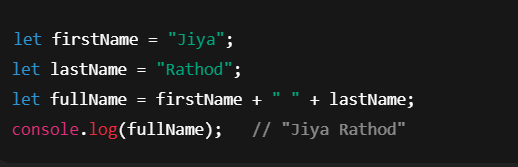 let firstName = "Jiya";
let lastName = "Rathod";
let fullName = firstName + " " + lastName;
console.log(fullName);   // "Jiya Rathod"